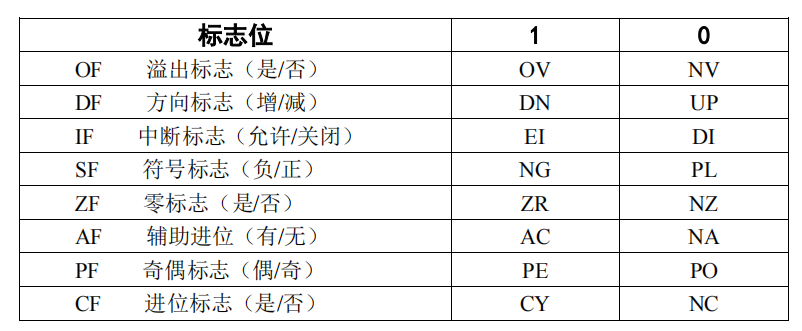 标志位 1 0
OF 溢出标志（是/否） OV NV
DF 方向标志（增/减） DN UP
IF 中断标志（允许/关闭） EI DI
SF 符号标志（负/正） NG PL
ZF 零标志（是/否） ZR NZ
AF 辅助进位（有/无） AC NA
PF 奇偶标志（偶/奇） PE PO
CF 进位标志（是/否） CY NC